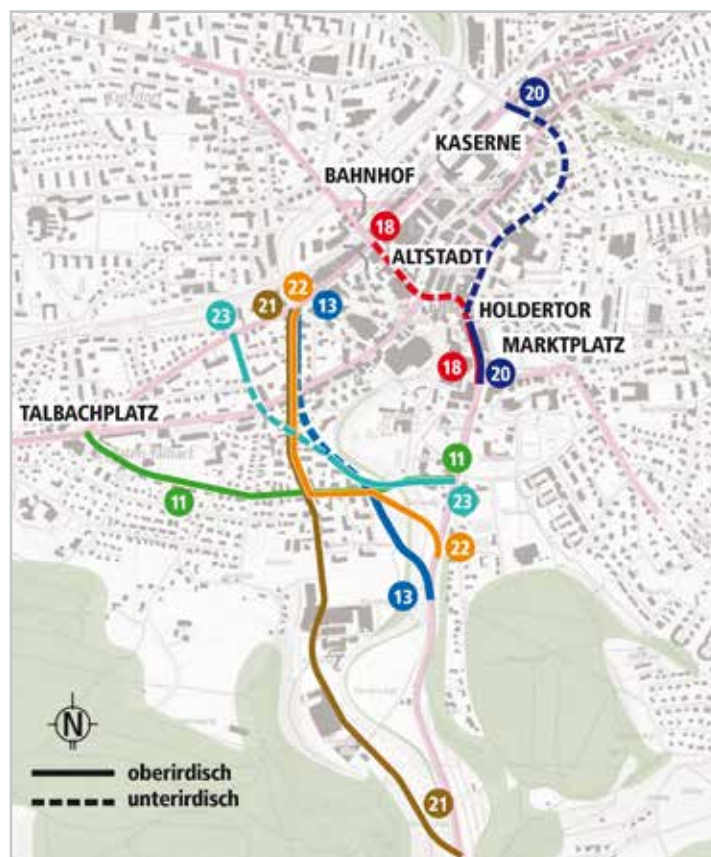 20
KASERNE
BAHNHOF
18
ALTSTADT
22
21
13
23
HOLDERTOR
MARKTPLATZ
18
20
TALBACHPLATZ
11
11
23
22
13
N
oberirdisch
unterirdisch
21